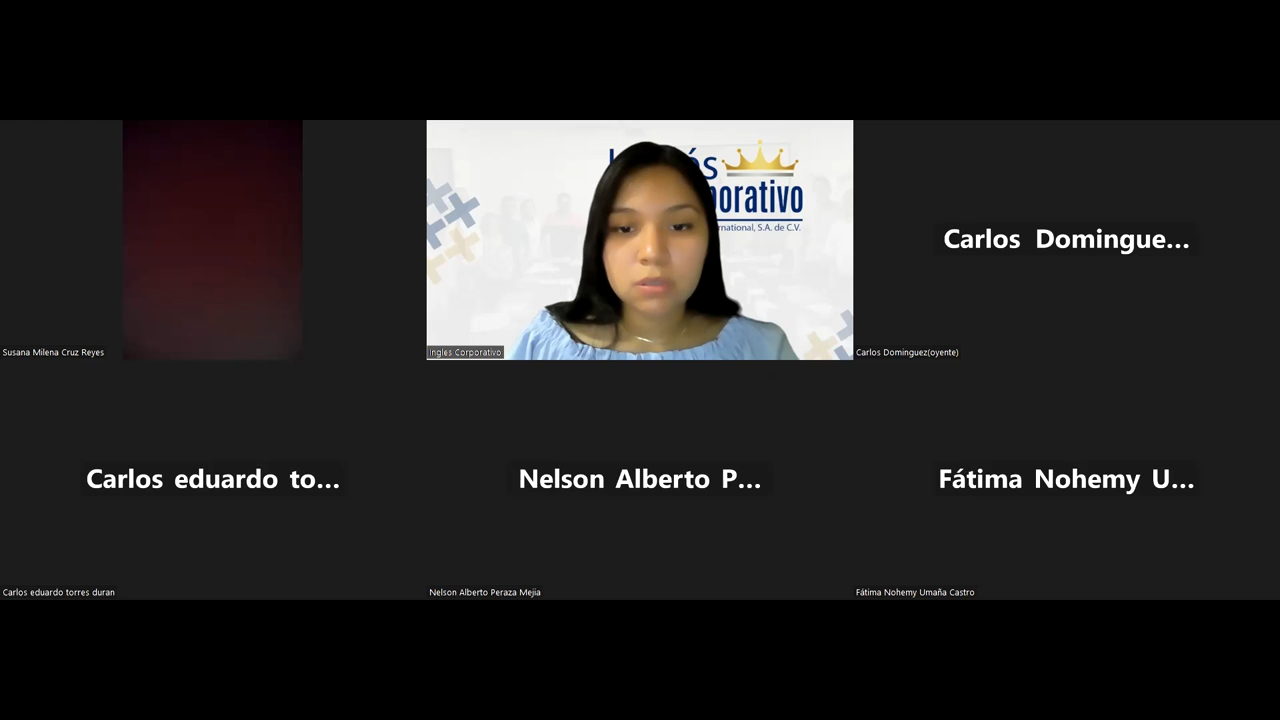 Susana Milena Cruz Reyes
Inglés Corporativo
Carlos Domingue...
Carlos Dominguez(oyente)
Carlos eduardo to...
Carlos eduardo torres duran
Nelson Alberto P...
Nelson Alberto Peraza Mejia
Fátima Nohemy U...
Fátima Nohemy Umaña Castro